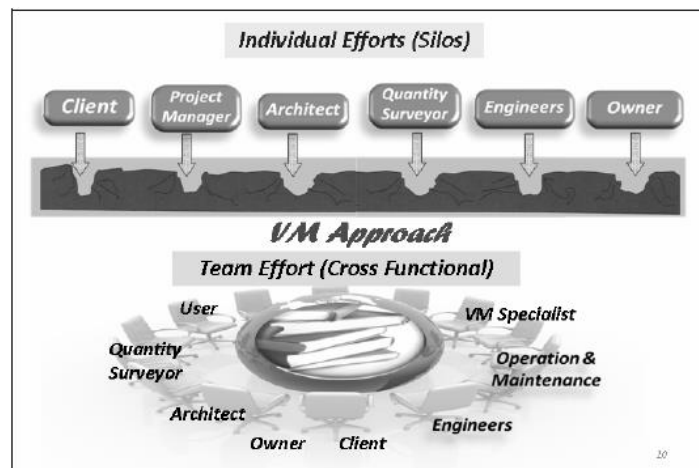 Individual Efforts (Silos)
Client
Project
Manager
Architect
Quantity
Surveyor
Engineers
Owner
VM Approach
Team Effort (Cross Functional)
User
VM Specialist
Quantity
Surveyor
Operation &
Maintenance
Architect
Engineers
Owner
Client
10